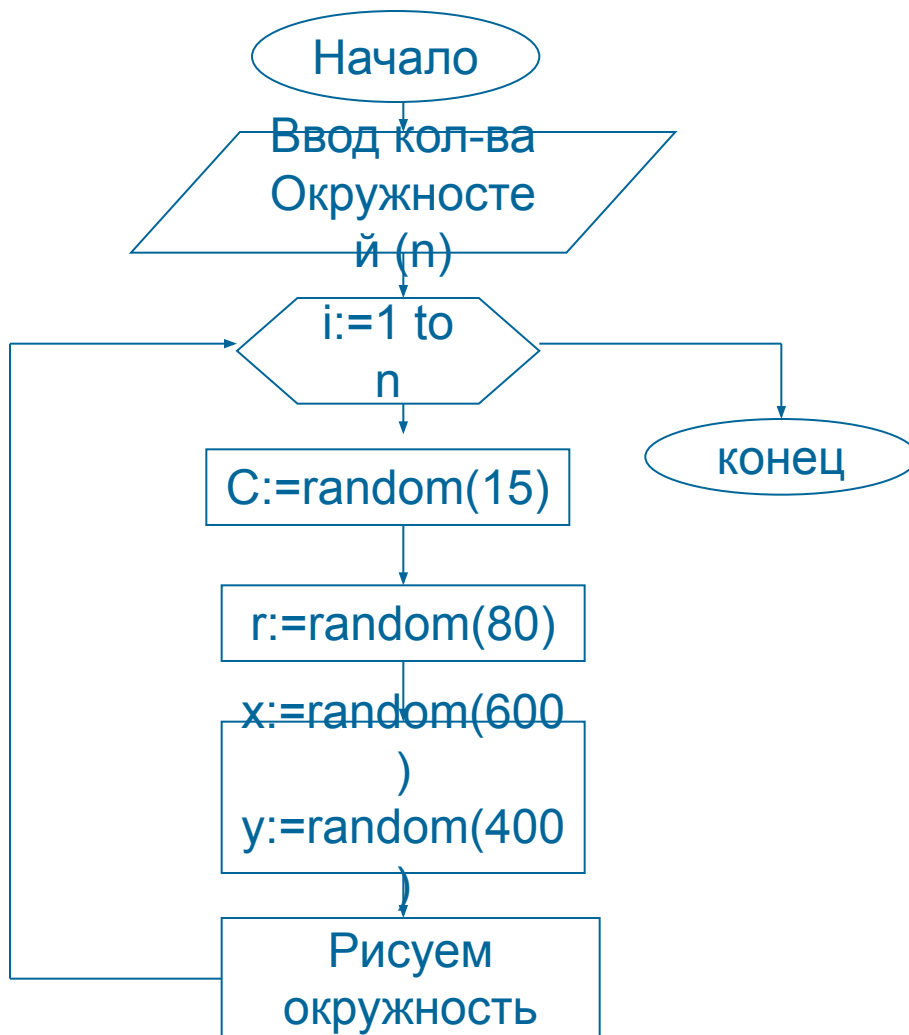 Начало
Ввод кол-ва
Окружносте
й (n)
i:=1 to
n
конец
C:=random(15)
r:=random(80)
x:=random(600
)
y:=random(400
)
Рисуем
окружность